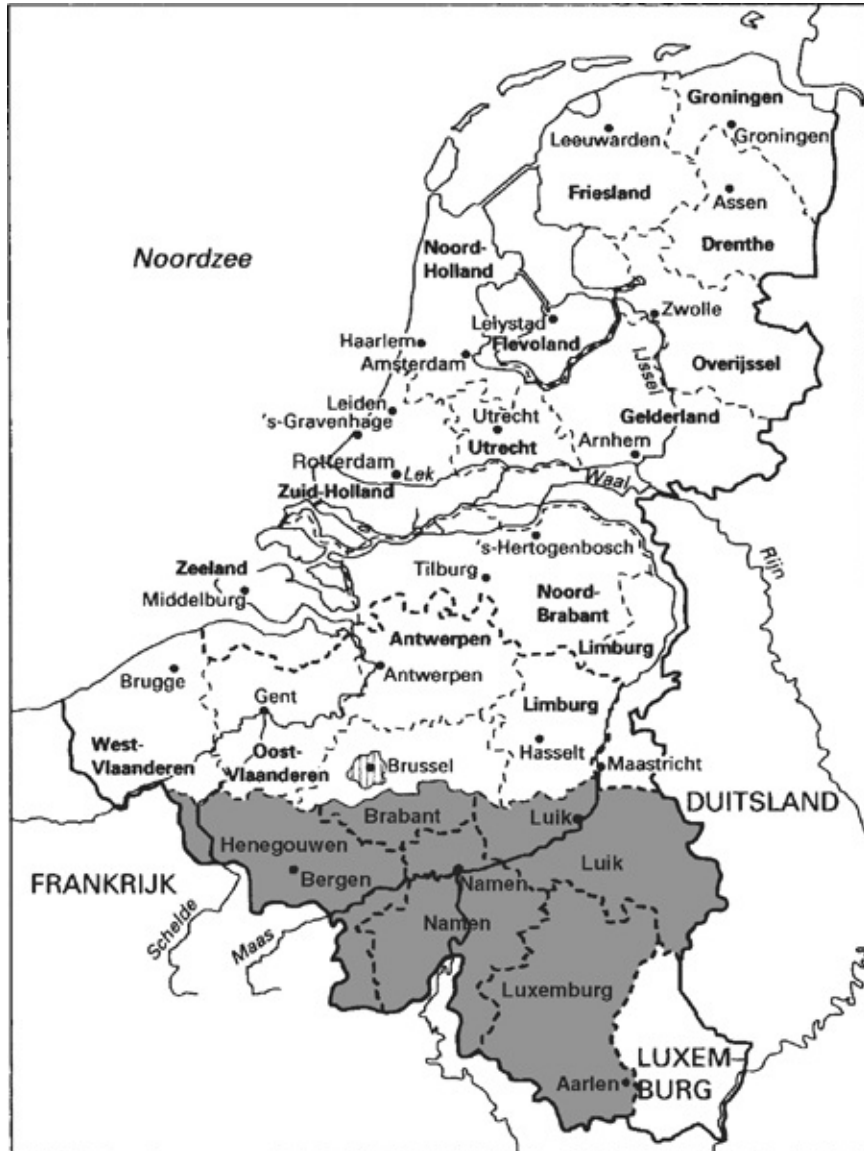 Groningen
Groningen
Leeuwarden
Friesland
Assen
Drenthe
Noordzee
Noord-
Holland
Lelystad
Flevoland
Zwolle
Haarlem
Amsterdam
IJssel
Overijssel
Leiden
's-Gravenhage
Utrecht
Utrecht
Gelderland
Arnhem
Rotterdam
Lek
Waal
Zuid-Holland
's-Hertogenbosch
Rijn
Zeeland
Middelburg
Tilburg
Noord-
Brabant
Antwerpen
Limburg
Antwerpen
Brugge
Gent
Limburg
West-
Vlaanderen
Oost-
Vlaanderen
Brussel
Hasselt
Maastricht
DUITSLAND
Brabant
Luik
Henegouwen
Bergen
Namen
Luik
FRANKRIJK
Schelde
Maas
Namen
Luxemburg
LUXEM-
BURG
Aarlen